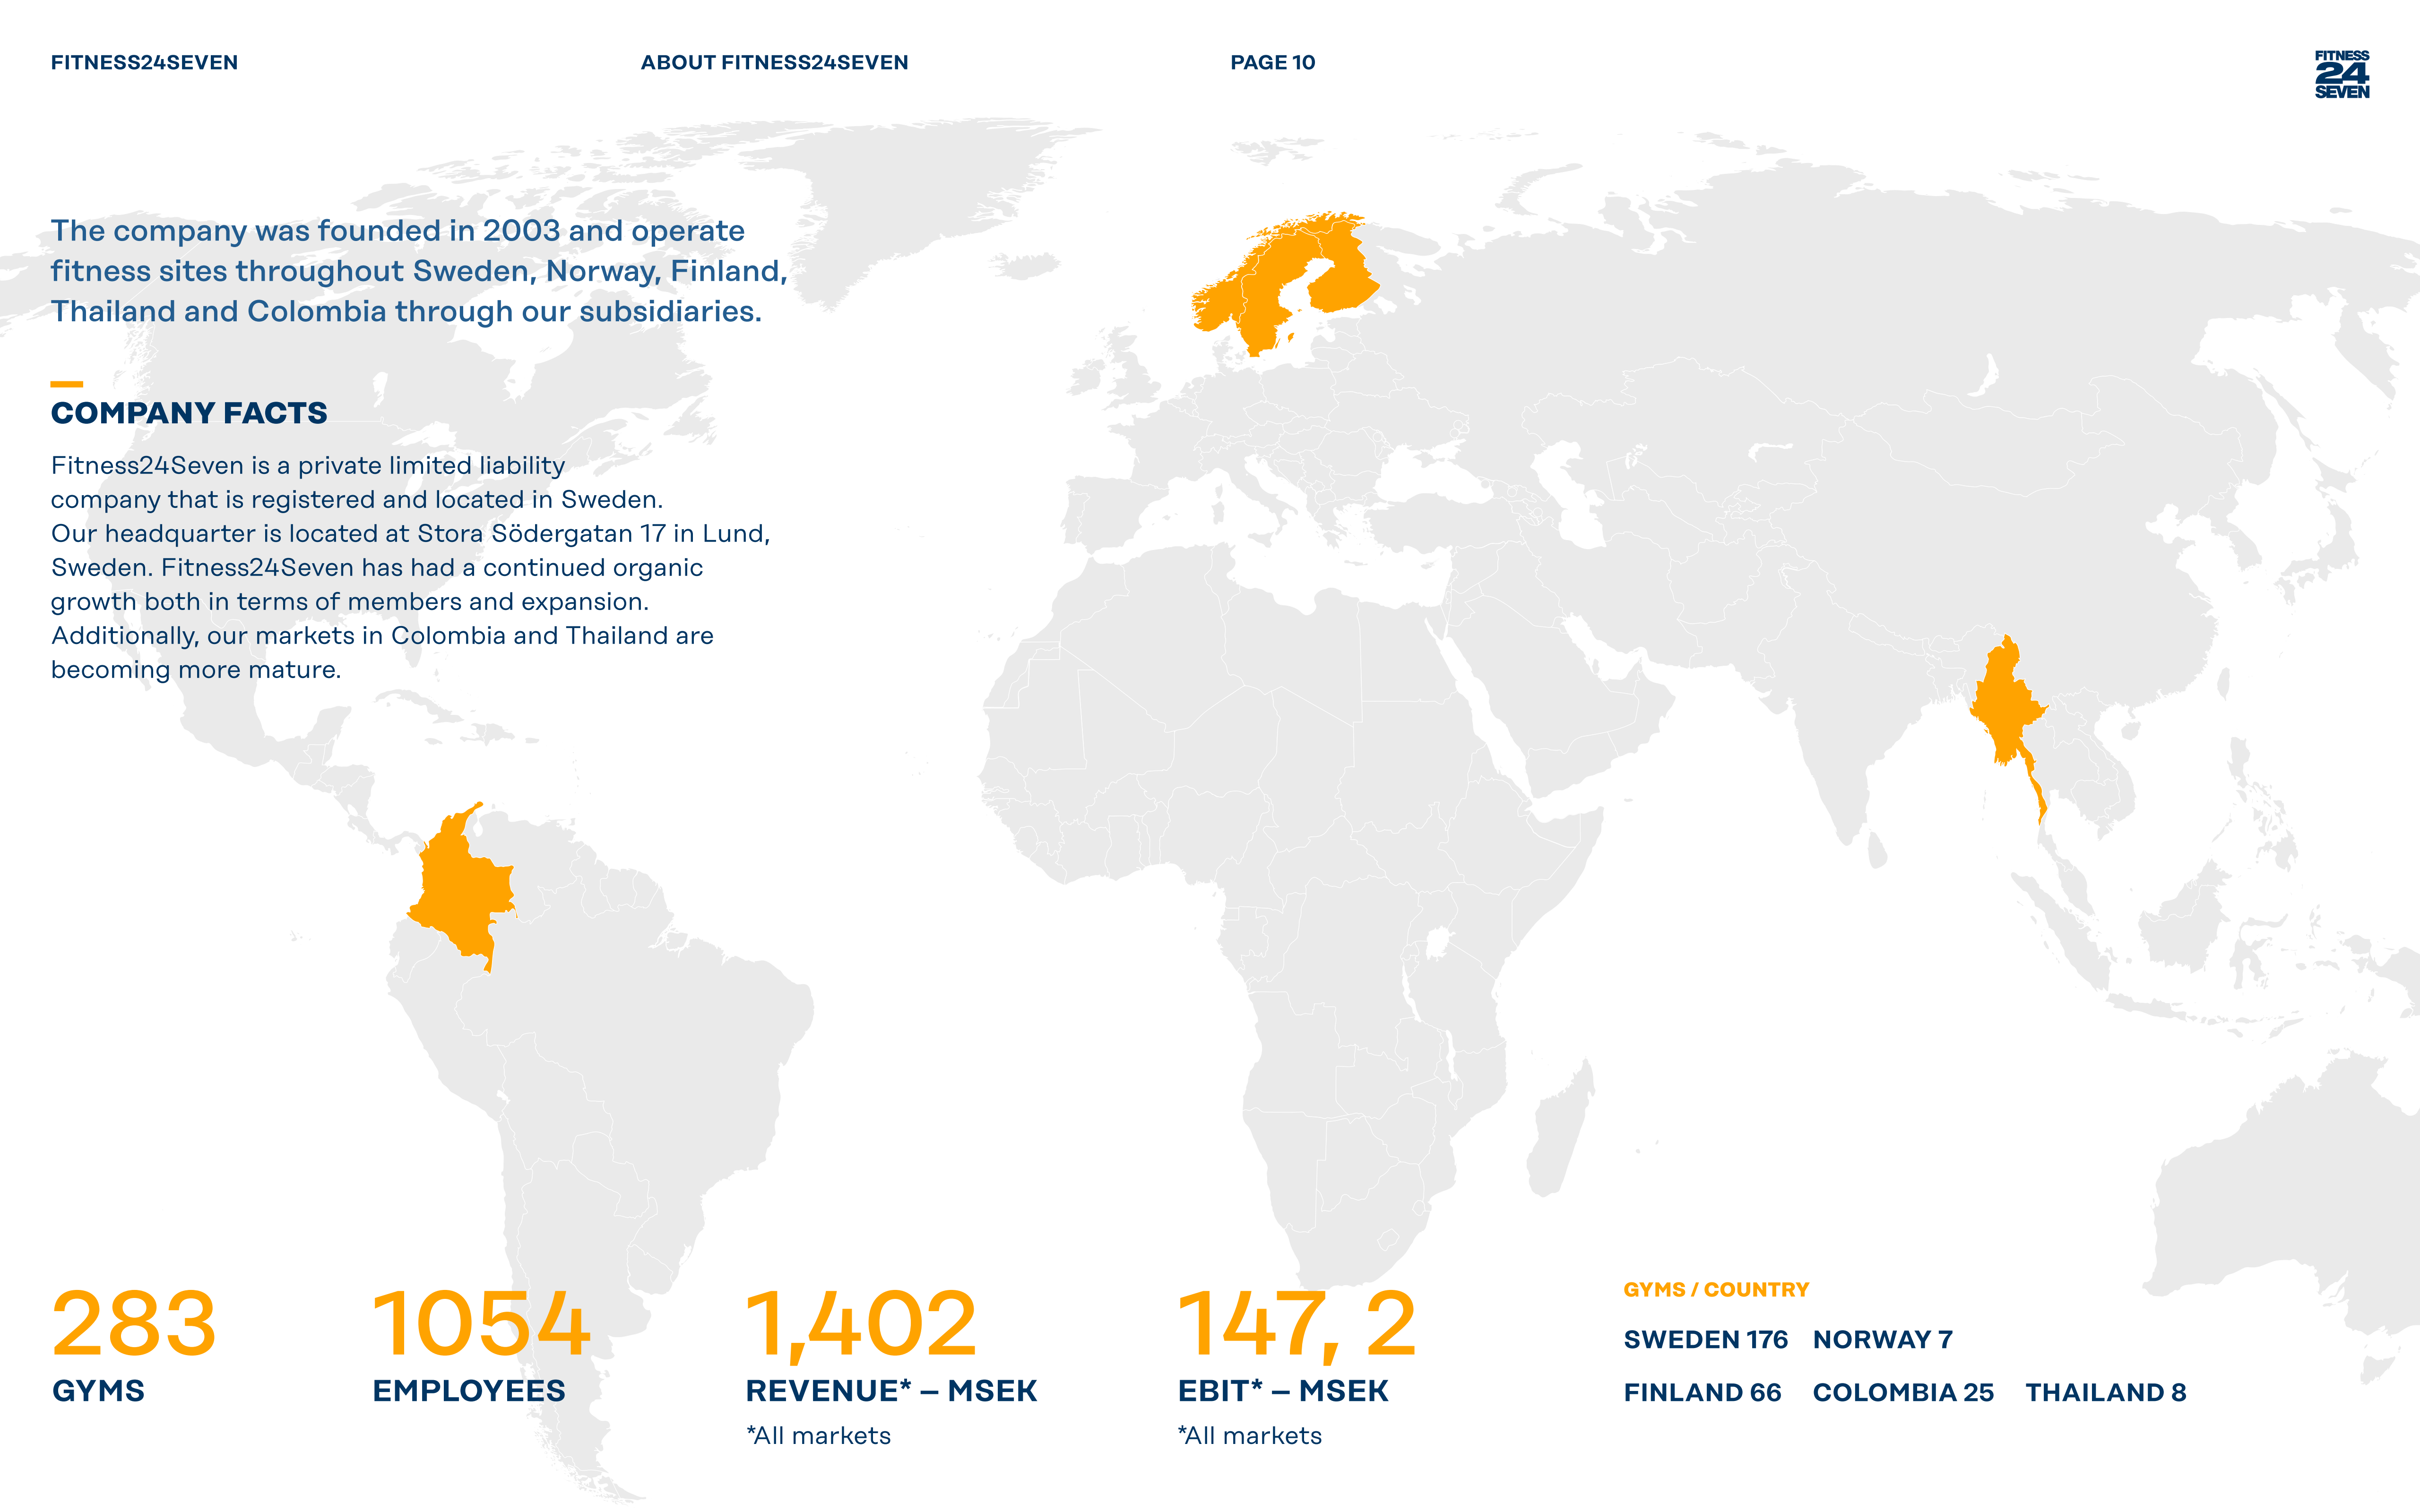 FITNESS24SEVEN
ABOUT FITNESS24SEVEN
PAGE 10
FITNESS
24
SEVEN
The company was founded in 2003 and operate
fitness sites throughout Sweden, Norway, Finland,
Thailand and Colombia through our subsidiaries.
COMPANY FACTS
Fitness24Seven is a private limited liability
company that is registered and located in Sweden.
Our headquarter is located at Stora Södergatan 17 in Lund,
Sweden. Fitness24Seven has had a continued organic
growth both in terms of members and expansion.
Additionally, our markets in Colombia and Thailand are
becoming more mature.
283
GYMS
1054
EMPLOYEES
1,402
REVENUE* – MSEK
*All markets
147, 2
EBIT* – MSEK
*All markets
GYMS / COUNTRY
SWEDEN 176 NORWAY 7
FINLAND 66 COLOMBIA 25 THAILAND 8